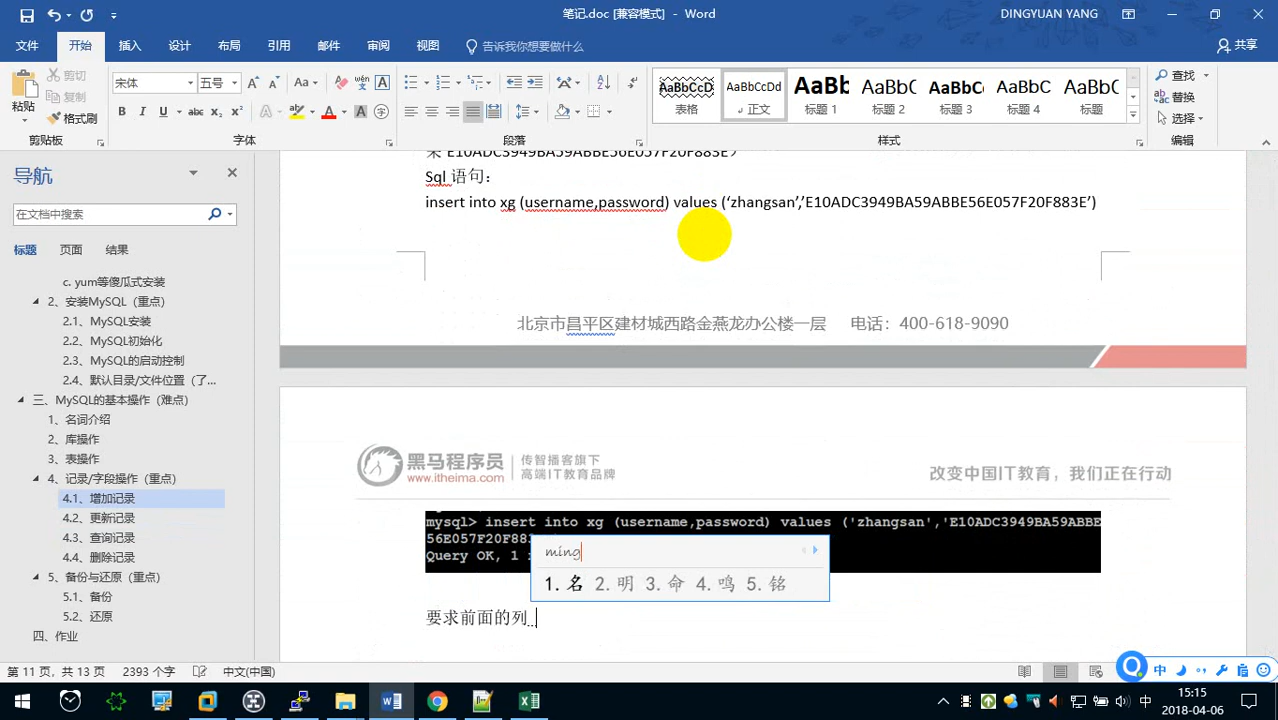 笔记.doc [兼容模式] - Word
DINGYUAN YANG
文件 开始 插入 设计 布局 引用 邮件 审阅 视图 告诉我你想要做什么 共享
粘贴
剪切
复制
格式刷
剪贴板
宋体 五号
字体
段落
AaBbCcD 表格
AaBbCcDd 正文
AaBb 标题 1
AaBbC 标题 2
AaBbC 标题 3
AaBbC 标题 4
AaBbC 标题
样式
查找
替换
选择
编辑
导航
在文档中搜索
标题 页面 结果
c. yum等傻瓜式安装
2、安装MySQL（重点）
2.1、MySQL安装
2.2、MySQL初始化
2.3、MySQL的启动控制
2.4、默认目录/文件位置（了...
三、MySQL的基本操作（难点）
1、名词介绍
2、库操作
3、表操作
4、记录/字段操作（重点）
4.1、增加记录
4.2、更新记录
4.3、查询记录
4.4、删除记录
5、备份与还原（重点）
5.1、备份
5.2、还原
四、作业
E10ADC3949BA59ABBE56E057F20F883E
Sql 语句：
insert into xg (username,password) values (‘zhangsan’,’E10ADC3949BA59ABBE56E057F20F883E’)
北京市昌平区建材城西路金燕龙办公楼一层 电话：400-618-9090
黑马程序员
www.itheima.com
传智播客旗下
高端IT教育品牌
改变中国IT教育，我们正在行动
mysql> insert into xg (username,password) values ('zhangsan','E10ADC3949BA59ABBE
56E057F20F88
Query OK, 1
ming
1.名 2.明 3.命 4.鸣 5.铭
要求前面的列
第 11 页，共 13 页 2393 个字 中文(中国)
中
中
15:15
2018-04-06